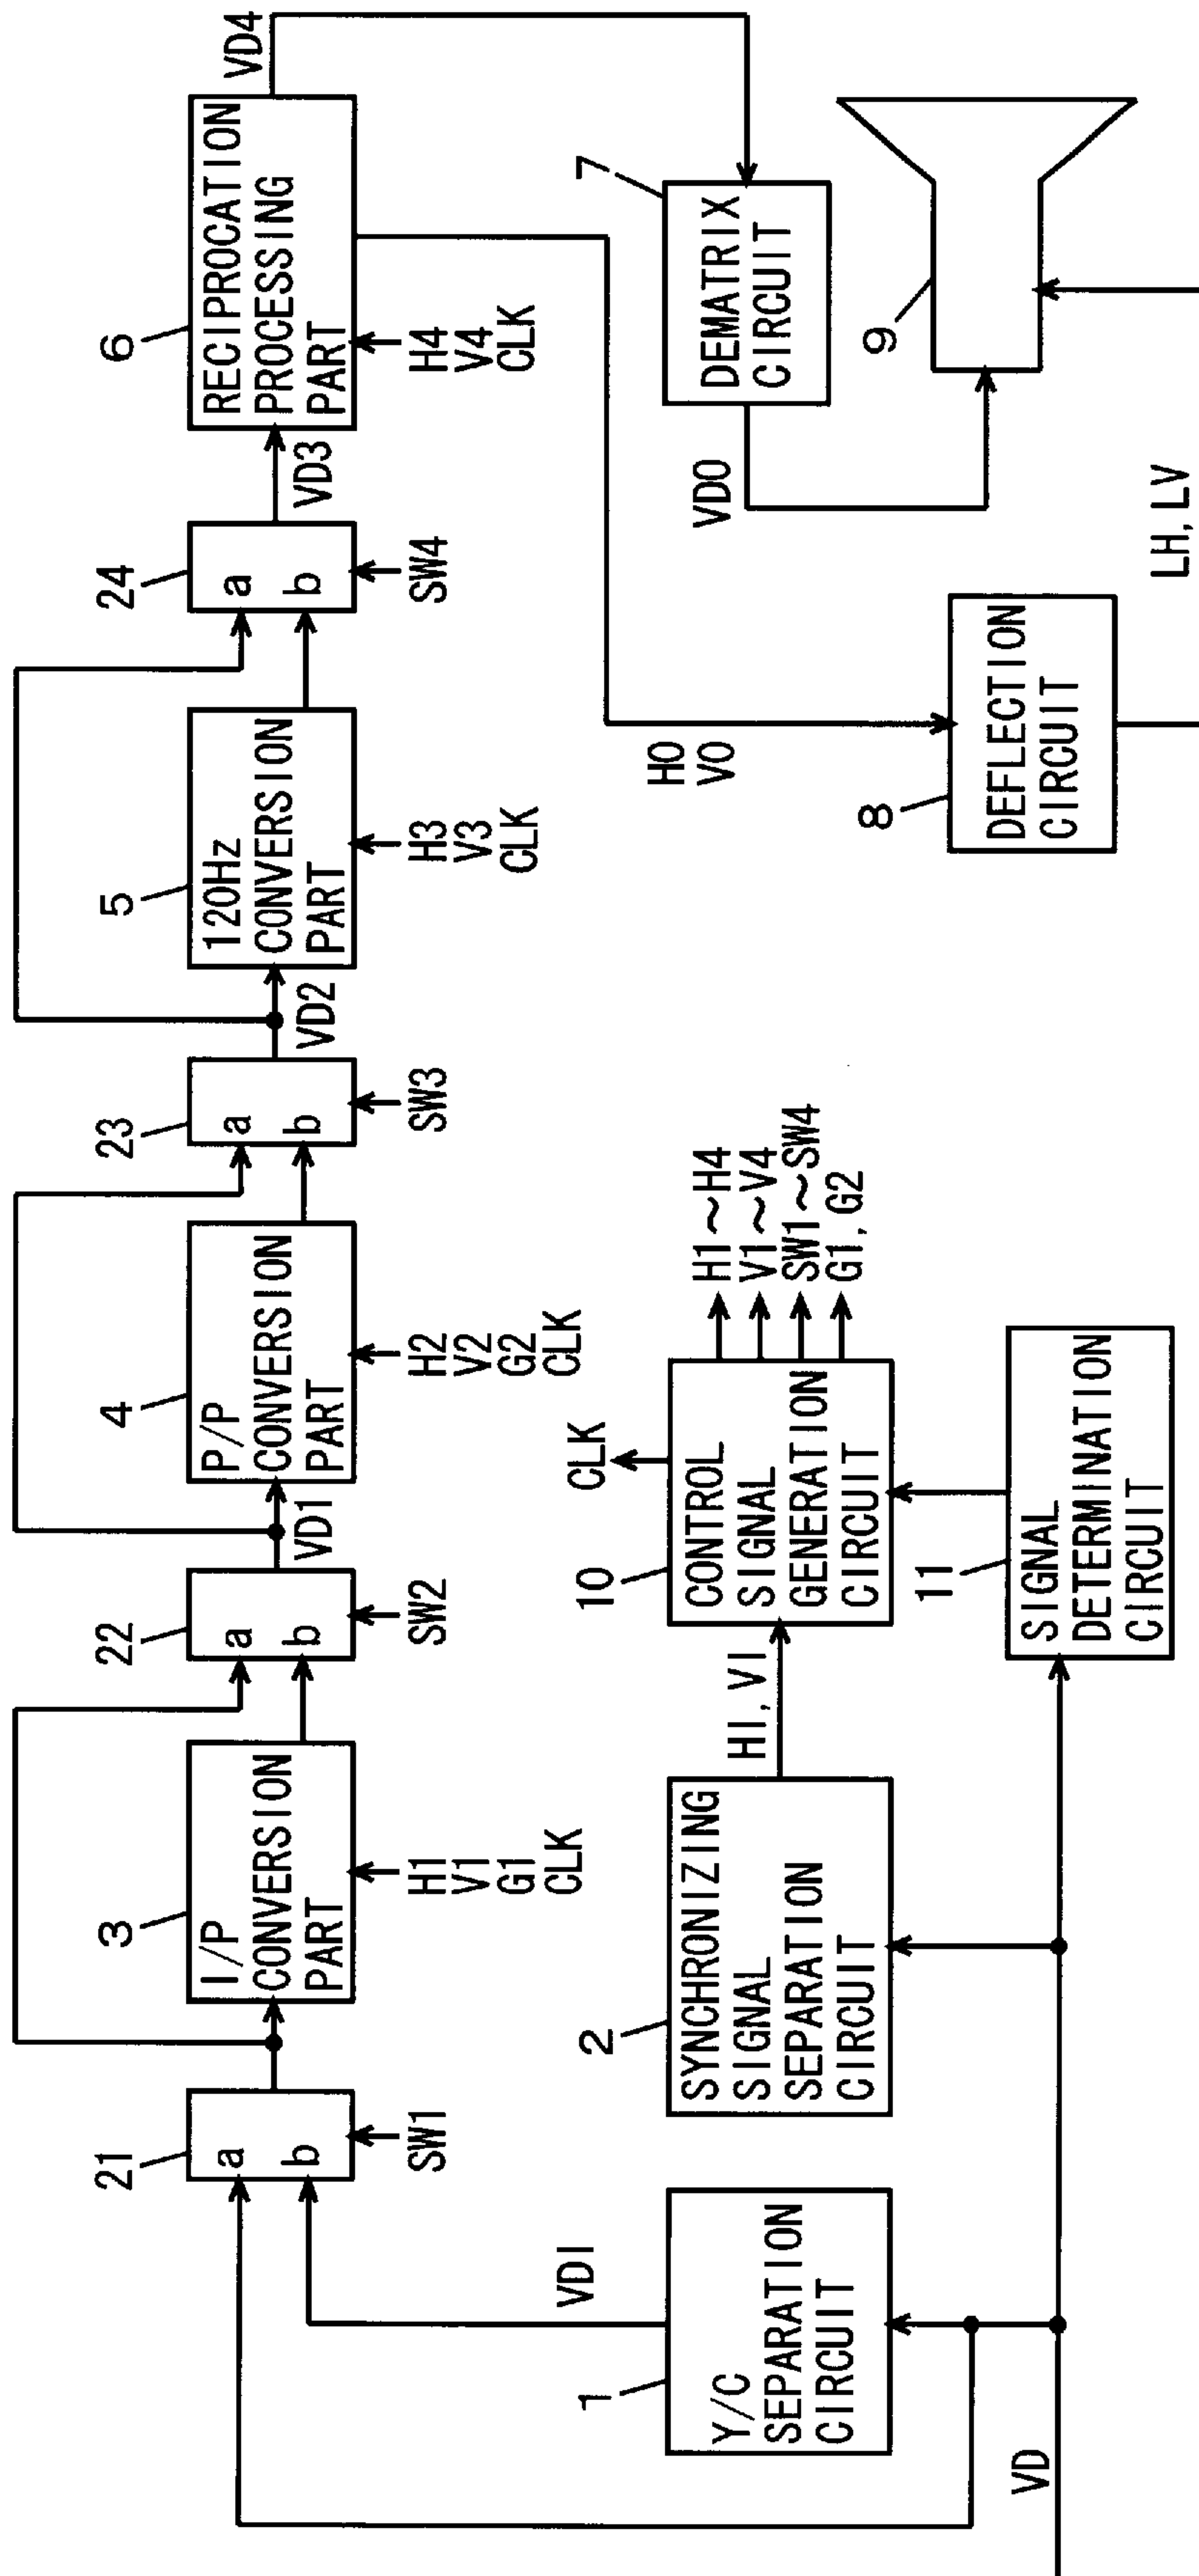 VD
1
Y/C
SEPARATION
CIRCUIT
VDI
21
a
b
SW1
3
I/P
CONVERSION
PART
H1
V1
G1
CLK
22
a
b
SW2
VD1
4
P/P
CONVERSION
PART
H2
V2
G2
CLK
23
a
b
SW3
VD2
5
120Hz
CONVERSION
PART
H3
V3
CLK
24
a
b
SW4
VD3
6
RECIPROCATION
PROCESSING
PART
H4
V4
CLK
VD4
2
SYNCHRONIZING
SIGNAL
SEPARATION
CIRCUIT
HI, VI
10
CONTROL
SIGNAL
GENERATION
CIRCUIT
CLK
H1~H4
V1~V4
SW1~SW4
G1, G2
11
SIGNAL
DETERMINATION
CIRCUIT
HO
VO
8
DEFLECTION
CIRCUIT
LH, LV
7
DEMATRIX
CIRCUIT
VDO
9